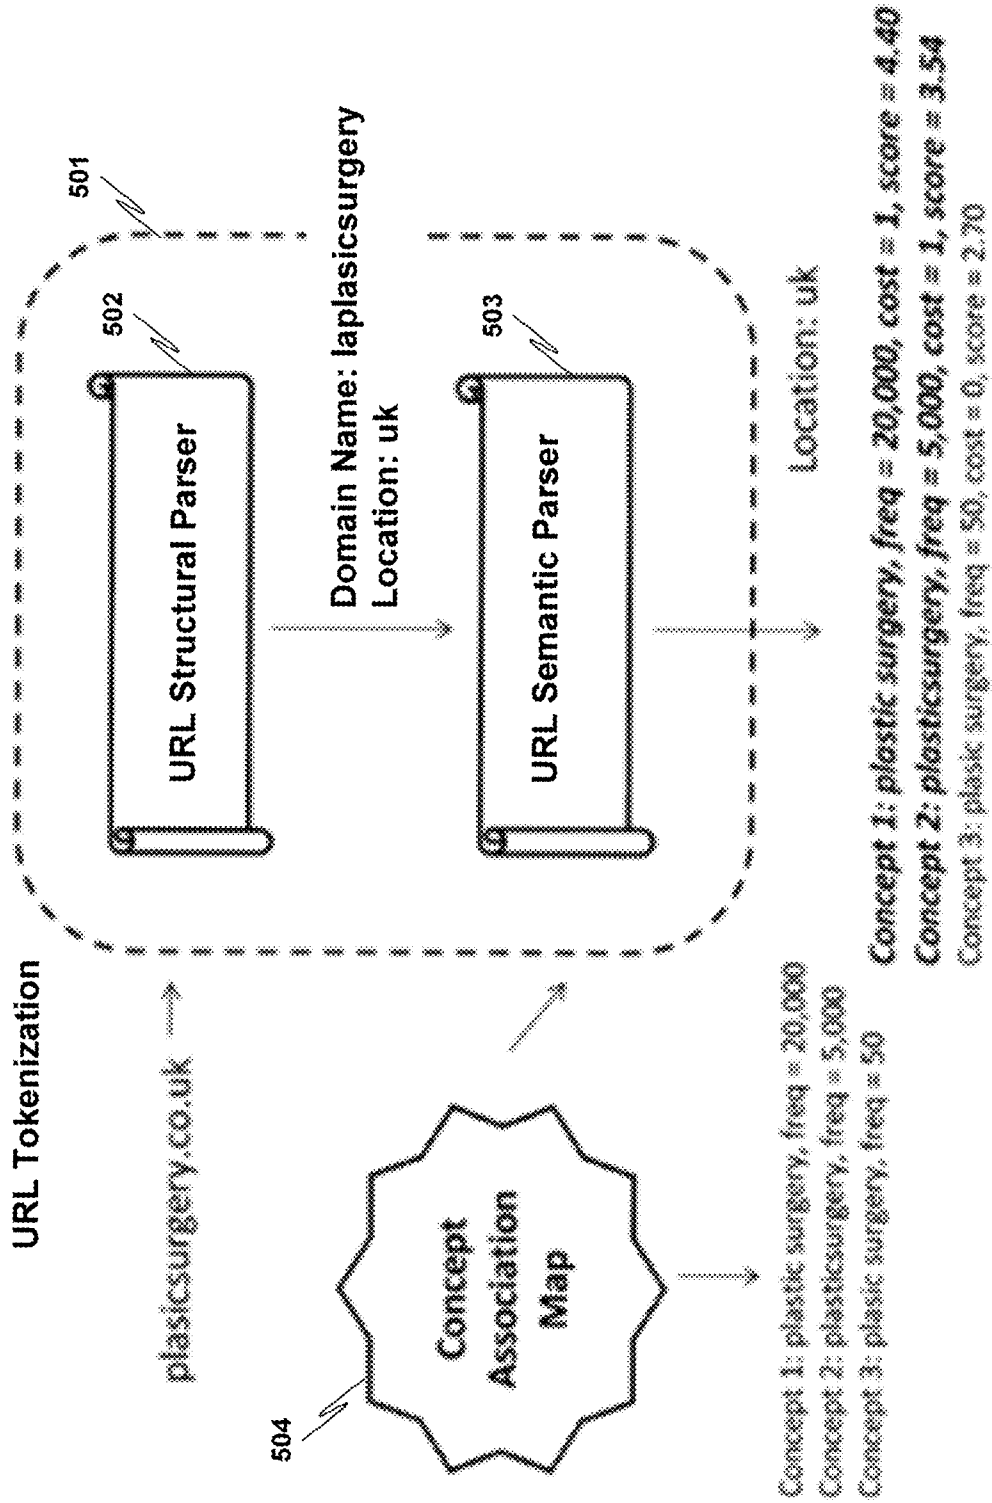 URL Tokenization
501
502
plasicsurgery.co.uk
URL Structural Parser
Domain Name: laplasicsurgery
Location: uk
504
503
Concept
Association
Map
URL Semantic Parser
Location: uk
Concept 1: plastic surgery, freq = 20,000
Concept 2: plasticsurgery, freq = 5,000
Concept 3: plasic surgery, freq = 50
Concept 1: plastic surgery, freq = 20,000, cost = 1, score = 4.40
Concept 2: plasticsurgery, freq = 5,000, cost = 1, score = 3.54
Concept 3: plasic surgery, freq = 50, cost = 0, score = 2.70